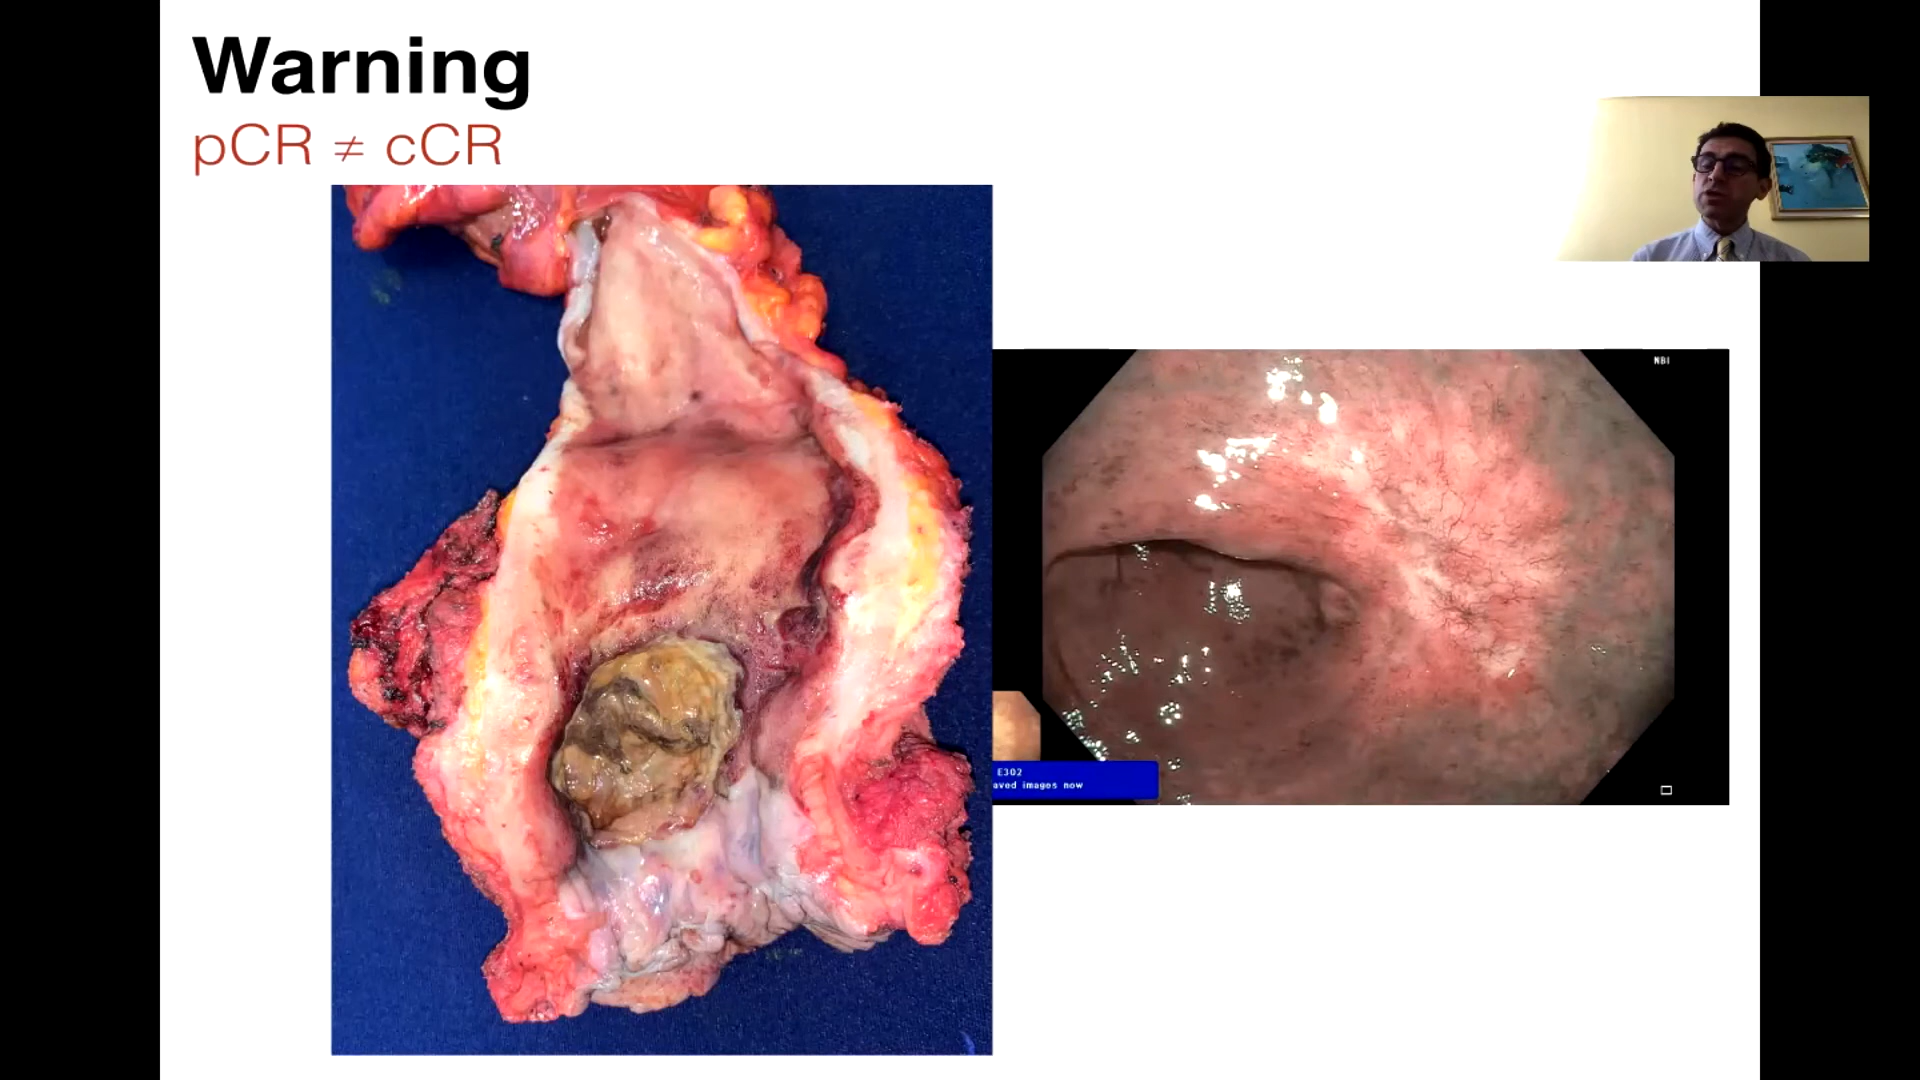 Warning
pCR ≠ cCR
NBI
E302
aved images now